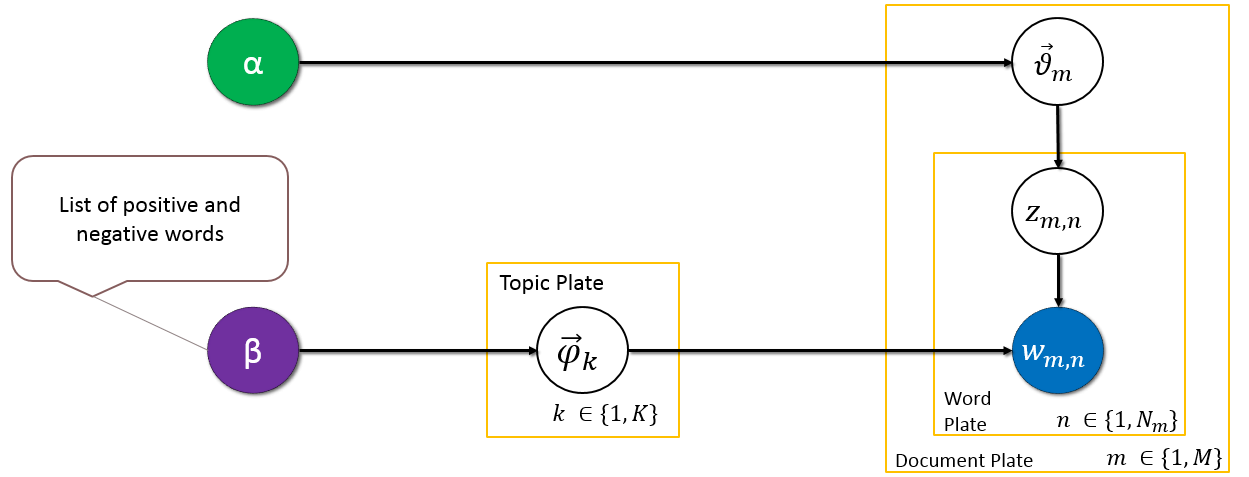 α
$\vec{\vartheta}_m$
List of positive and
negative words
$z_{m,n}$
Topic Plate
β
$\vec{\varphi}_k$
$w_{m,n}$
$k \in \{1, K\}$
Word
Plate
$n \in \{1, N_m\}$
Document Plate
$m \in \{1, M\}$